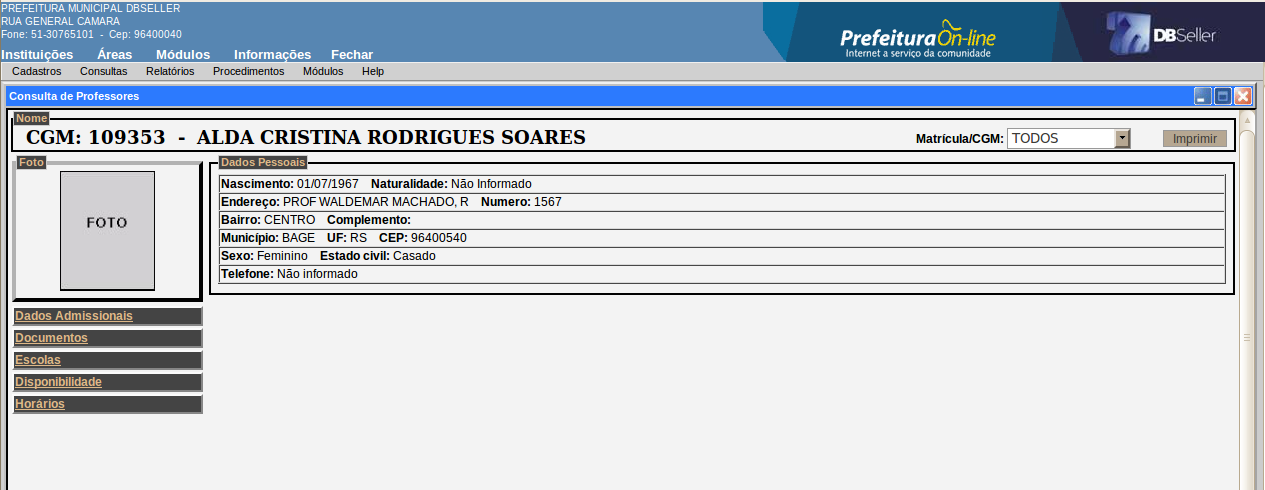 PREFEITURA MUNICIPAL DBSELLER
RUA GENERAL CAMARA
Fone: 51-30765101 - Cep: 96400040
PrefeituraOn-line
Internet a serviço da comunidade
DBSeller
Instituições Áreas Módulos Informações Fechar
Cadastros Consultas Relatórios Procedimentos Módulos Help
Consulta de Professores
Nome
CGM: 109353 - ALDA CRISTINA RODRIGUES SOARES
Matrícula/CGM: TODOS Imprimir
Foto
FOTO
Dados Pessoais
Nascimento: 01/07/1967 Naturalidade: Não Informado
Endereço: PROF WALDEMAR MACHADO, R Numero: 1567
Bairro: CENTRO Complemento:
Município: BAGE UF: RS CEP: 96400540
Sexo: Feminino Estado civil: Casado
Telefone: Não informado
Dados Admissionais
Documentos
Escolas
Disponibilidade
Horários